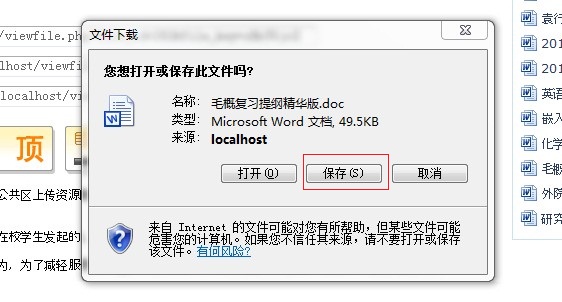 /viewfile.ph
文件下载
您想打开或保存此文件吗?
名称: 毛概复习提纲精华版.doc
类型: Microsoft Word 文档, 49.5KB
来源: localhost
打开(O) 保存(S) 取消
来自 Internet 的文件可能对您有所帮助，但某些文件可能
危害您的计算机。如果您不信任其来源，请不要打开或保存
该文件。有何风险?
lhost/viewfi
localhost/vie
顶
公共区上传资源
在校学生发起的
为，为了减轻服
袁行
201
201
英语
嵌入
化学
毛概
外院
研究